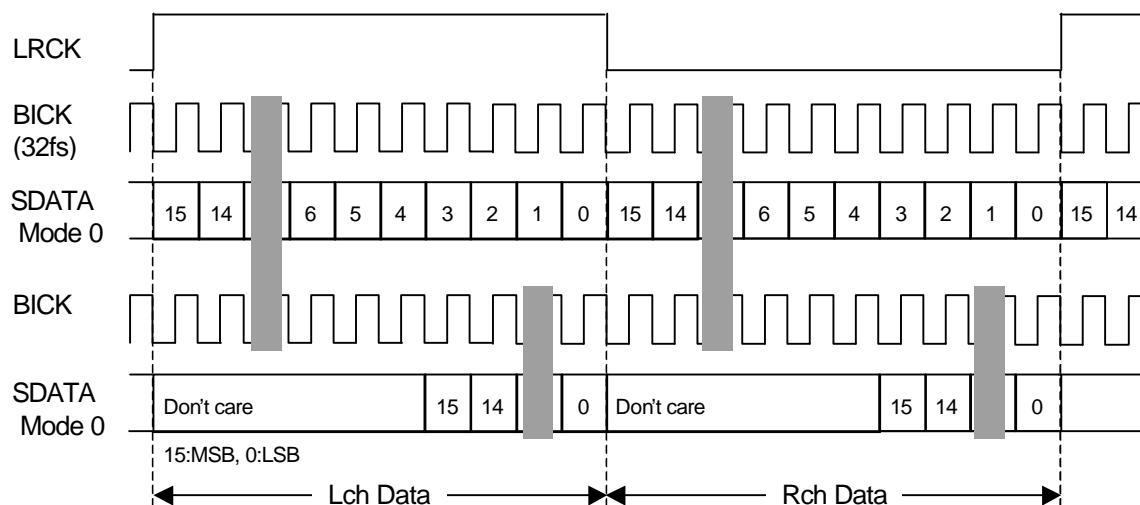 LRCK
BICK
(32fs)
SDATA
Mode 0
15 14 6 5 4 3 2 1 0 15 14 6 5 4 3 2 1 0 15 14
BICK
SDATA
Mode 0
Don't care 15 14 0 Don't care 15 14 0
15:MSB, 0:LSB
Lch Data Rch Data